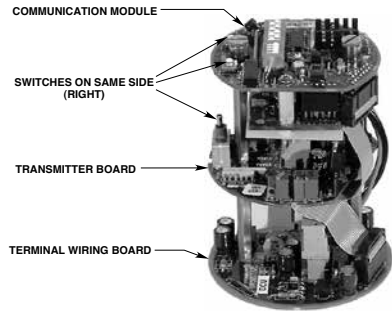 COMMUNICATION MODULE
SWITCHES ON SAME SIDE
(RIGHT)
TRANSMITTER BOARD
TERMINAL WIRING BOARD